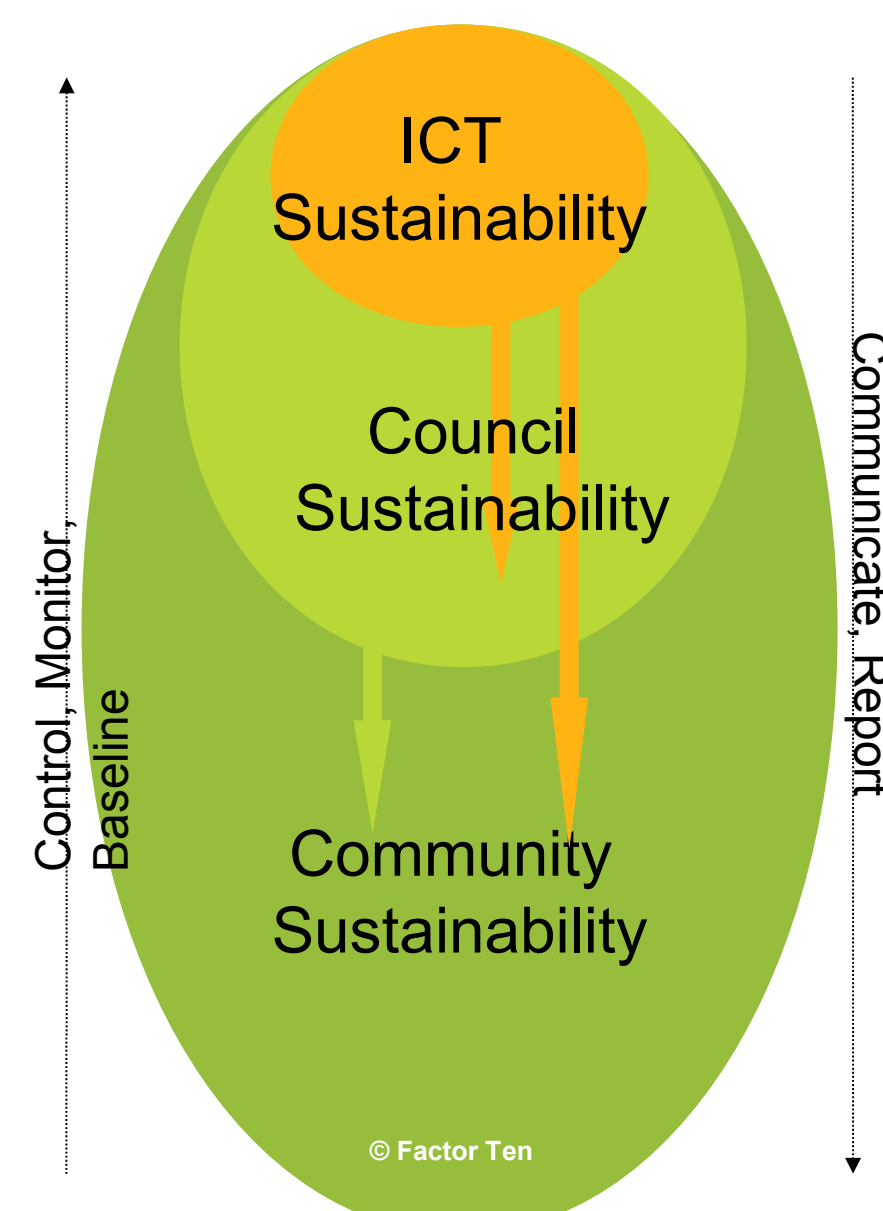 ICT
Sustainability
Council
Sustainability
Community
Sustainability
Control, Monitor,
Baseline
Communicate, Report
© Factor Ten